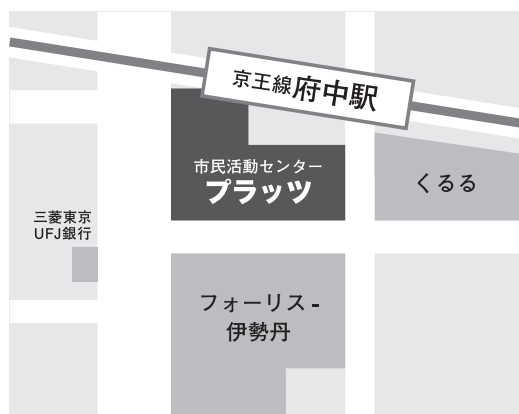 京王線府中駅
市民活動センター
プラッツ
くるる
三菱東京
UFJ銀行
フォーリス -
伊勢丹